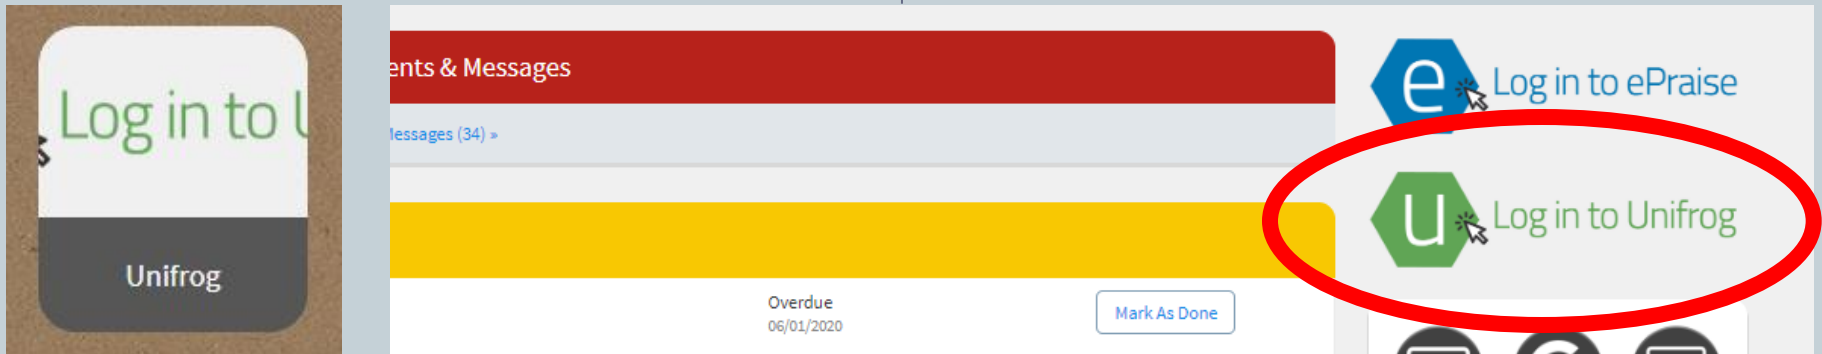 Log in to
Unifrog
ents & Messages
Messages (34) »
Overdue
06/01/2020
Mark As Done
e
Log in to ePraise
u
Log in to Unifrog